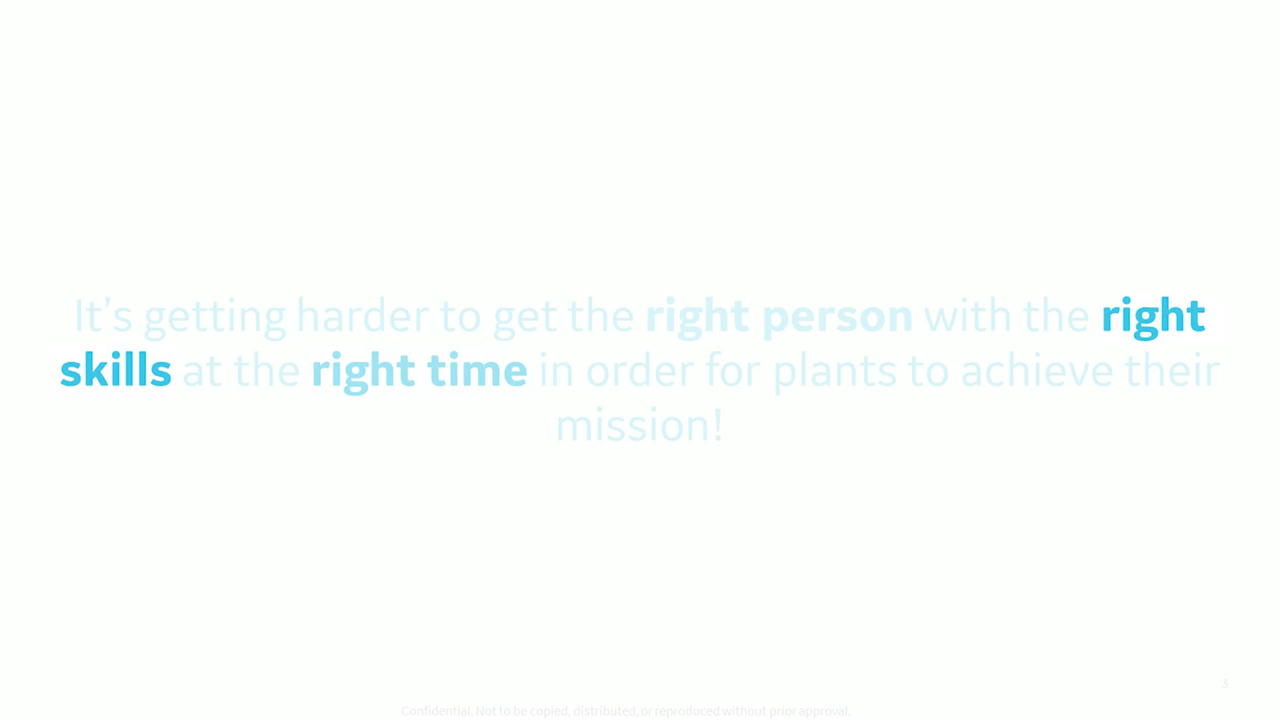 It's getting harder to get the right person with the right
skills at the right time in order for plants to achieve their
mission!
3
Confidential. Not to be copied, distributed, or reproduced without prior approval.